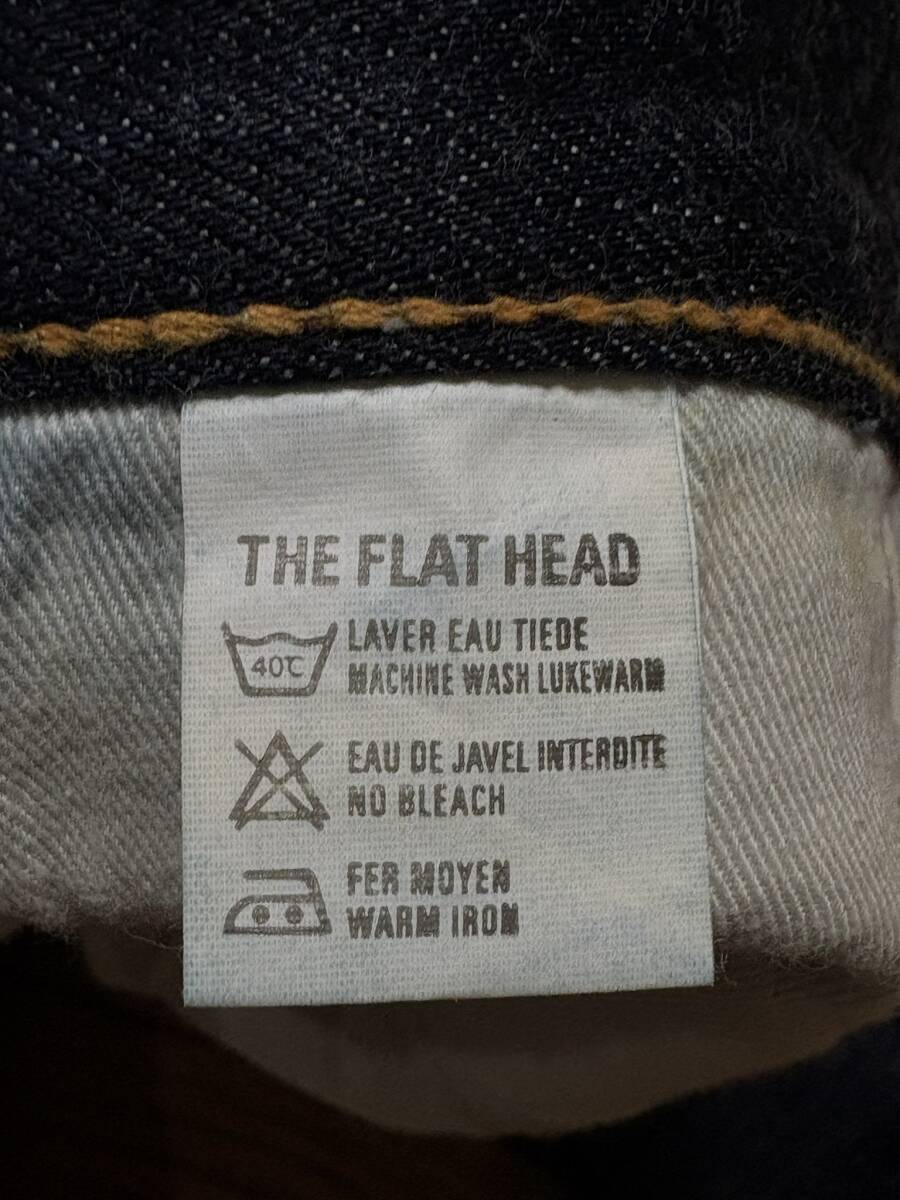 THE FLAT HEAD
40℃
LAVER EAU TIEDE
MACHINE WASH LUKEWARM
EAU DE JAVEL INTERDITE
NO BLEACH
FER MOYEN
WARM IRON